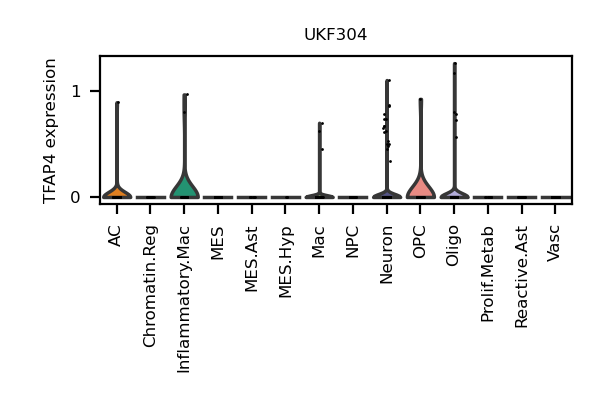 UKF304
TFAP4 expression
1
0
AC
Chromatin.Reg
Inflammatory.Mac
MES
MES.Ast
MES.Hyp
Mac
NPC
Neuron
OPC
Oligo
Prolif.Metab
Reactive.Ast
Vasc